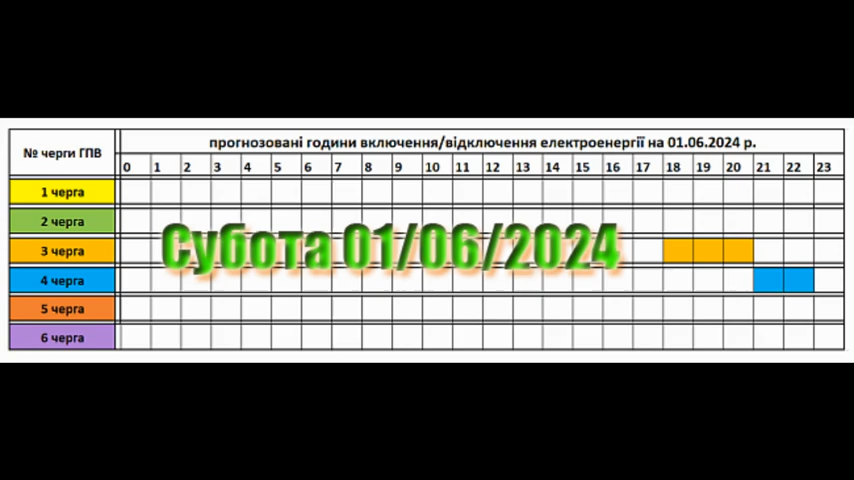 № черги ГПВ
прогнозовані години включення/відключення електроенергії на 01.06.2024 р.
0 1 2 3 4 5 6 7 8 9 10 11 12 13 14 15 16 17 18 19 20 21 22 23
1 черга
2 черга
Субота 01/06/2024
3 черга
4 черга
5 черга
6 черга